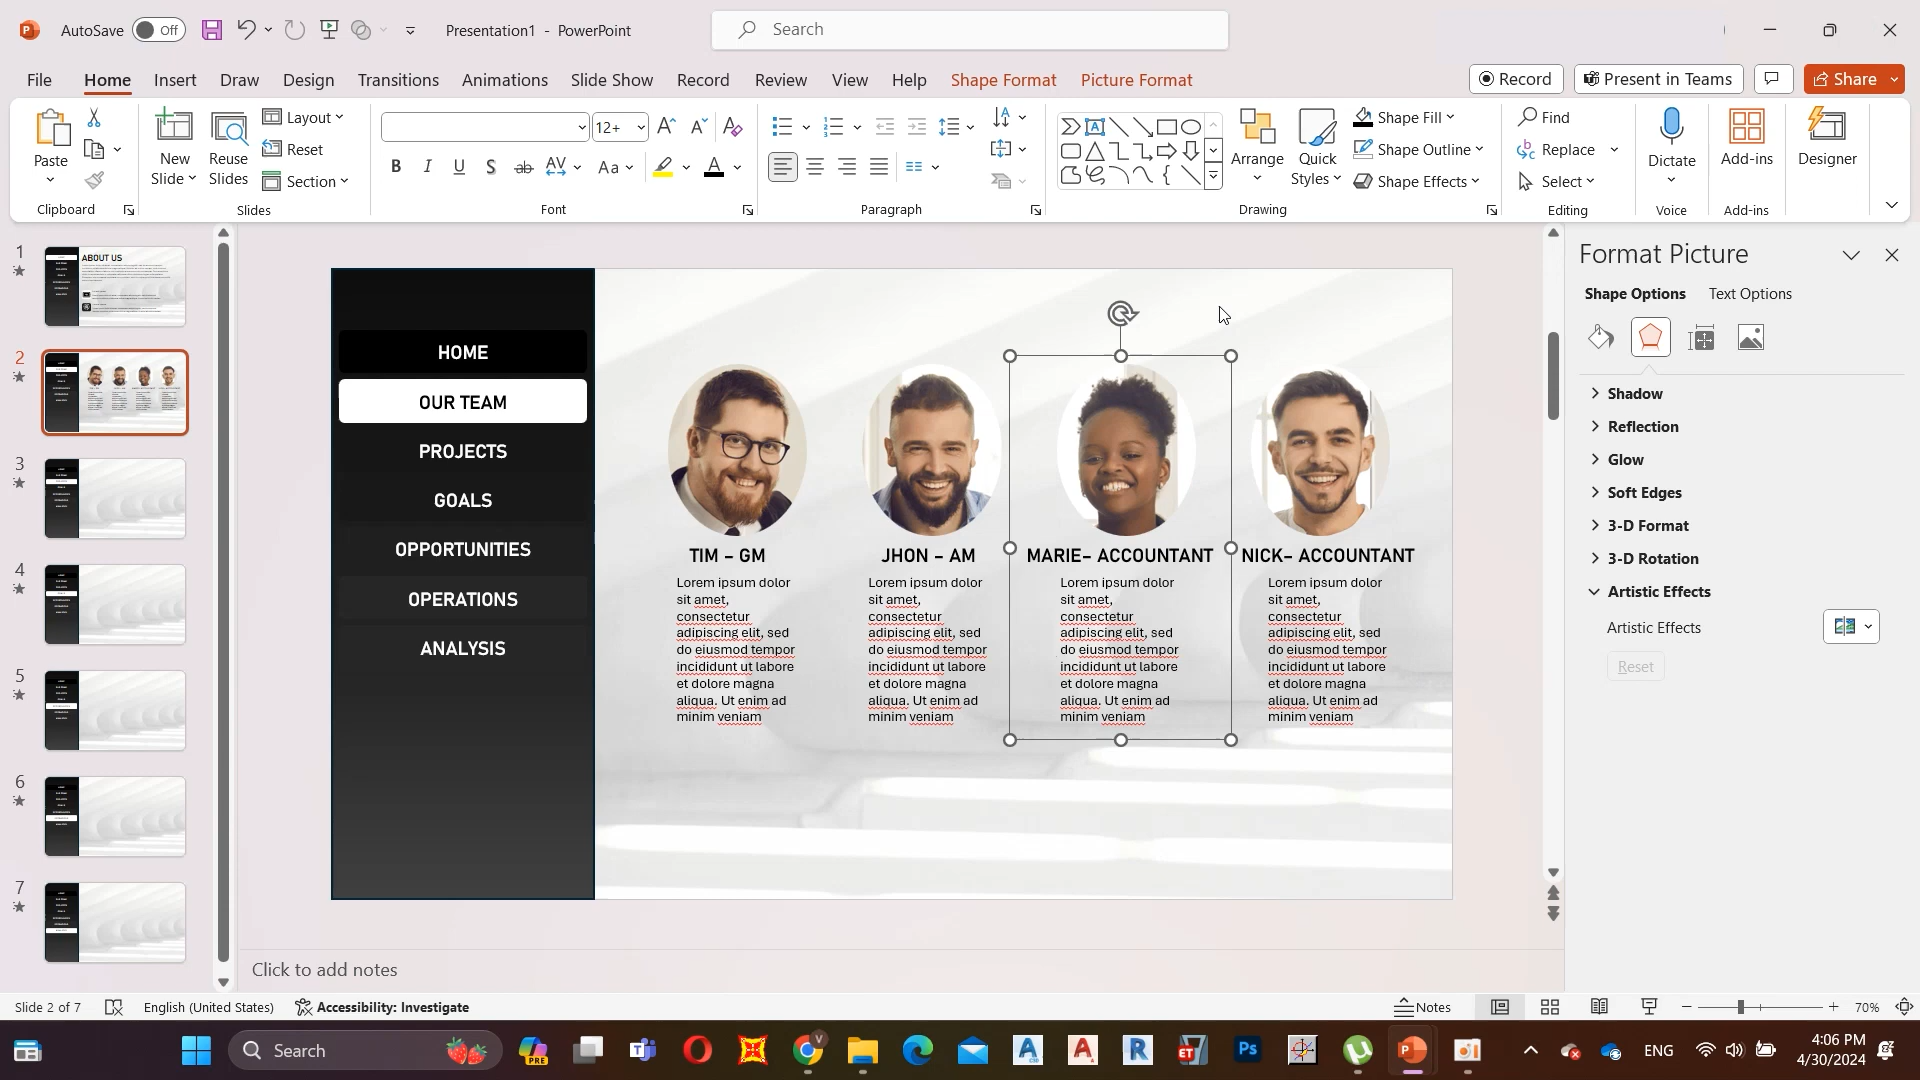 AutoSave Off
Presentation1 - PowerPoint
Search
File Home Insert Draw Design Transitions Animations Slide Show Record Review View Help Shape Format Picture Format
Record Present in Teams Share
Paste
New Slide
Reuse Slides
Layout
Reset
Section
12+
Shape Fill
Shape Outline
Shape Effects
Arrange
Quick Styles
Find
Replace
Select
Dictate
Add-ins
Designer
Clipboard Slides Font Paragraph Drawing Editing Voice Add-ins
1
ABOUT US
2
3
4
5
6
7
HOME
OUR TEAM
PROJECTS
GOALS
OPPORTUNITIES
OPERATIONS
ANALYSIS
TIM – GM
Lorem ipsum dolor
sit amet,
consectetur
adipiscing elit, sed
do eiusmod tempor
incididunt ut labore
et dolore magna
aliqua. Ut enim ad
minim veniam
JHON – AM
Lorem ipsum dolor
sit amet,
consectetur
adipiscing elit, sed
do eiusmod tempor
incididunt ut labore
et dolore magna
aliqua. Ut enim ad
minim veniam
MARIE– ACCOUNTANT
Lorem ipsum dolor
sit amet,
consectetur
adipiscing elit, sed
do eiusmod tempor
incididunt ut labore
et dolore magna
aliqua. Ut enim ad
minim veniam
NICK– ACCOUNTANT
Lorem ipsum dolor
sit amet,
consectetur
adipiscing elit, sed
do eiusmod tempor
incididunt ut labore
et dolore magna
aliqua. Ut enim ad
minim veniam
Format Picture
Shape Options Text Options
Shadow
Reflection
Glow
Soft Edges
3-D Format
3-D Rotation
Artistic Effects
Artistic Effects
Reset
Click to add notes
Slide 2 of 7 English (United States) Accessibility: Investigate Notes 70%
Search
PRE
ENG
4:06 PM
4/30/2024